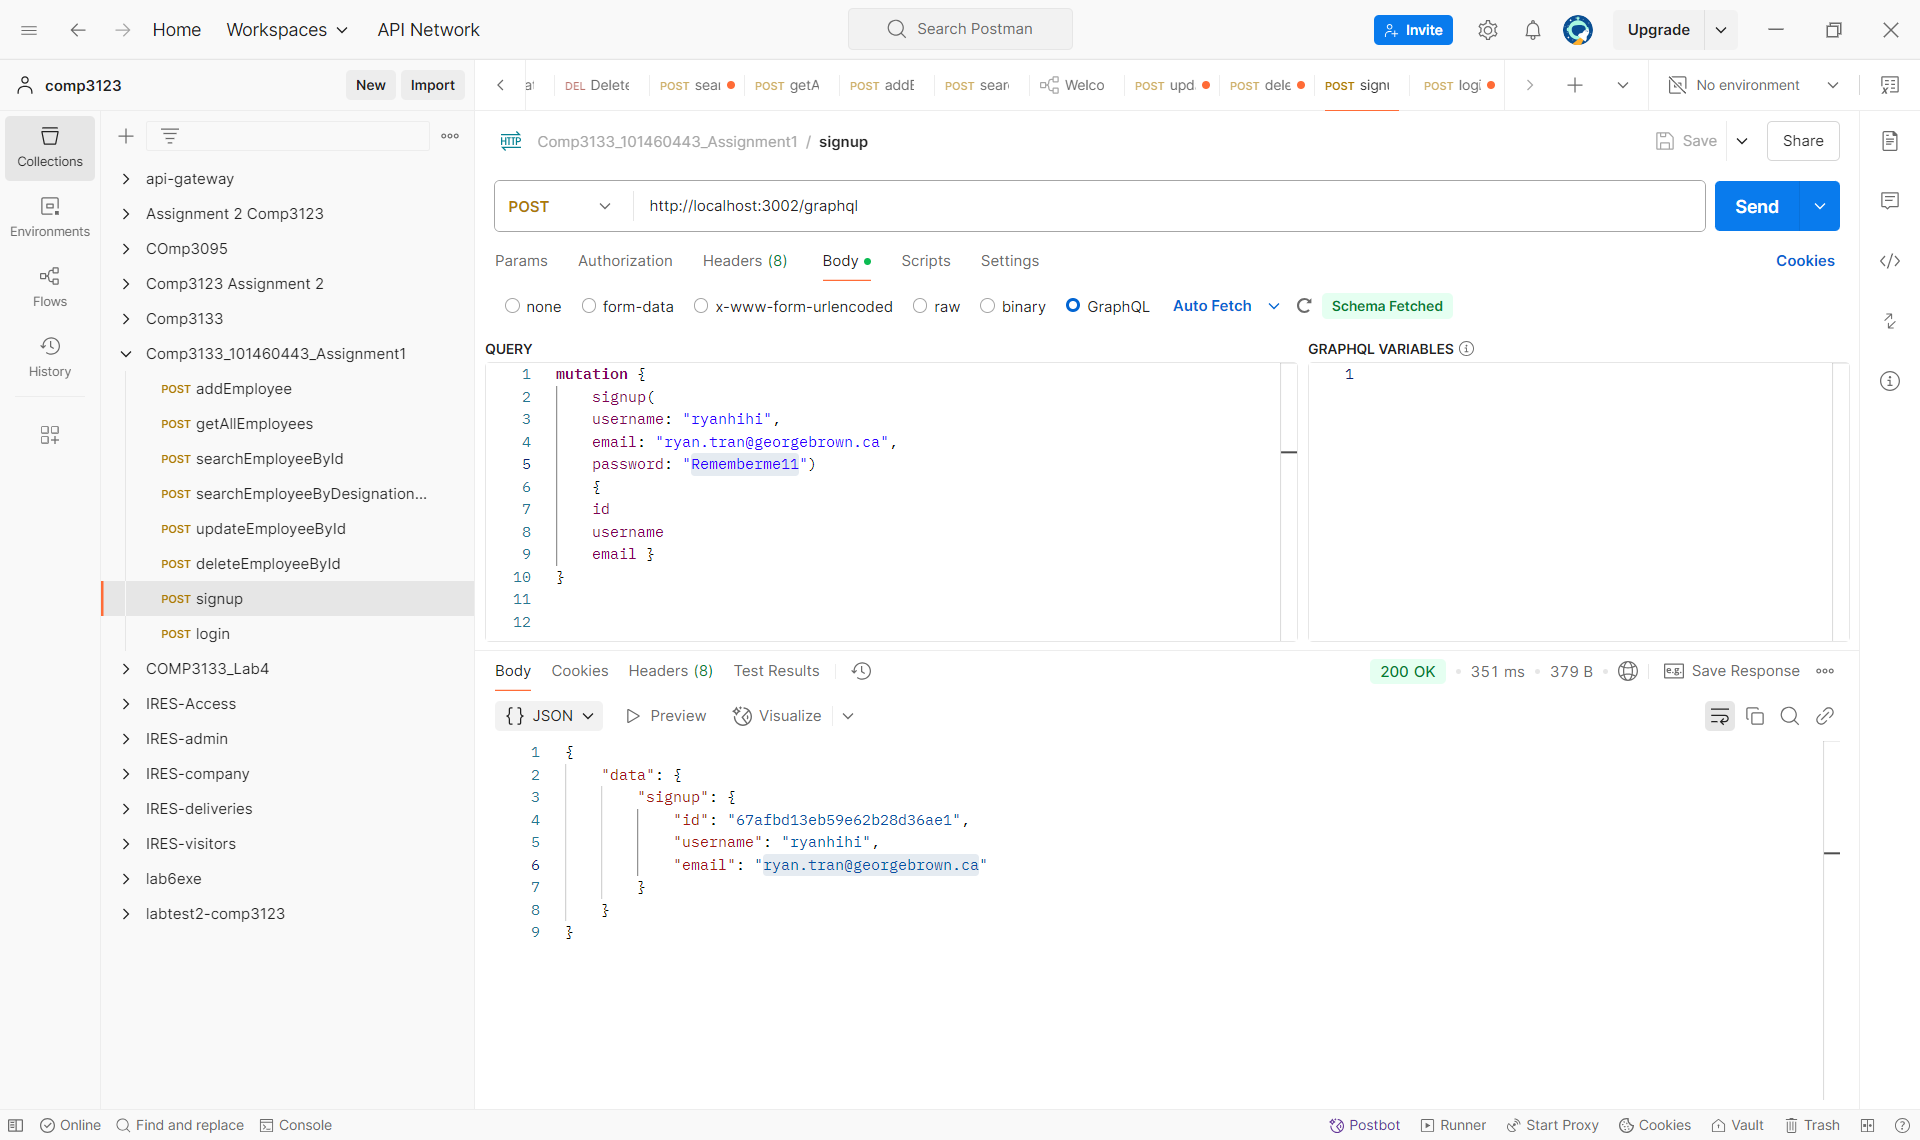 Home
Workspaces
API Network
Search Postman
Invite
Upgrade
comp3123
New
Import
DEL Delete
POST sear
POST getA
POST addE
POST sear
Welco
POST upd.
POST dele
POST signu
POST logi
No environment
Collections
Environments
Flows
History
api-gateway
Assignment 2 Comp3123
COmp3095
Comp3123 Assignment 2
Comp3133
Comp3133_101460443_Assignment1
POST addEmployee
POST getAllEmployees
POST searchEmployeeById
POST searchEmployeeByDesignation...
POST updateEmployeeById
POST deleteEmployeeById
POST signup
POST login
COMP3133_Lab4
IRES-Access
IRES-admin
IRES-company
IRES-deliveries
IRES-visitors
lab6exe
labtest2-comp3123
HTTP Comp3133_101460443_Assignment1 / signup
Save
Share
POST
http://localhost:3002/graphql
Send
Params
Authorization
Headers (8)
Body
Scripts
Settings
Cookies
none
form-data
x-www-form-urlencoded
raw
binary
GraphQL
Auto Fetch
Schema Fetched
QUERY
1 mutation {
2 signup(
3 username: "ryanhihi",
4 email: "ryan.tran@georgebrown.ca",
5 password: "Rememberme11")
6 {
7 id
8 username
9 email }
10 }
11
12
GRAPHQL VARIABLES
1
Body
Cookies
Headers (8)
Test Results
200 OK
351 ms
379 B
e.g. Save Response
{} JSON
Preview
Visualize
1 {
2 "data": {
3 "signup": {
4 "id": "67afbd13eb59e62b28d36ae1",
5 "username": "ryanhihi",
6 "email": "ryan.tran@georgebrown.ca"
7 }
8 }
9 }
Online
Find and replace
Console
Postbot
Runner
Start Proxy
Cookies
Vault
Trash